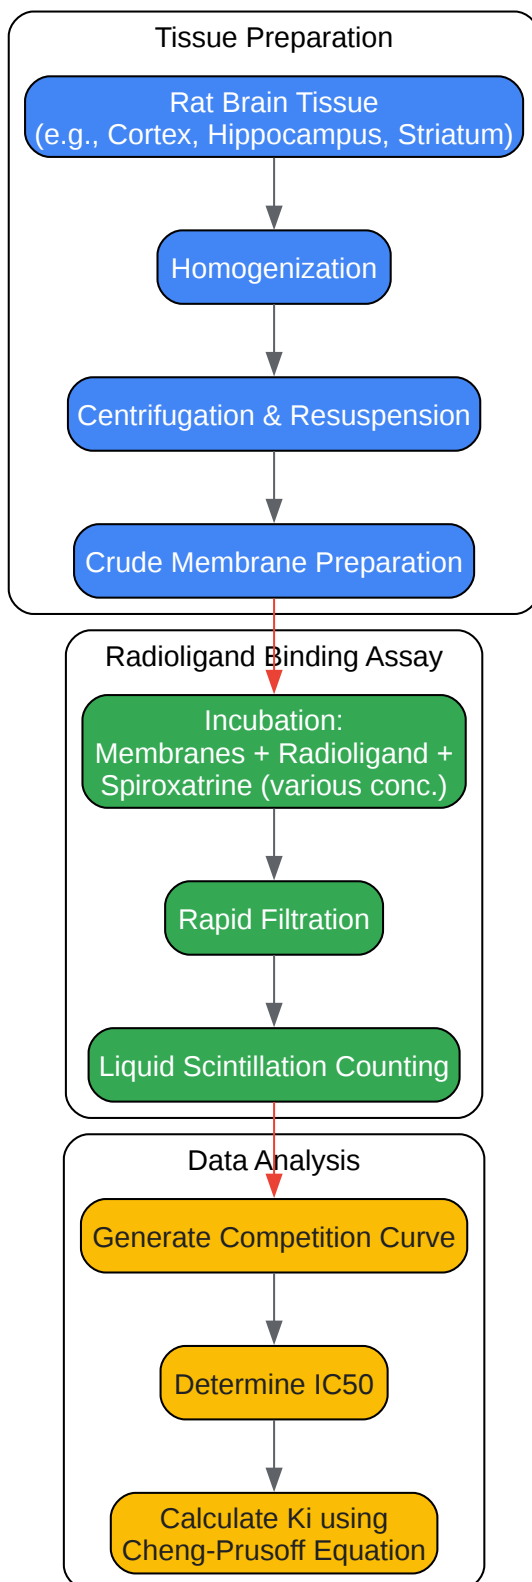 Tissue Preparation
Rat Brain Tissue
(e.g., Cortex, Hippocampus, Striatum)
Homogenization
Centrifugation & Resuspension
Crude Membrane Preparation
Radioligand Binding Assay
Incubation:
Membranes + Radioligand +
Spiroxatrine (various conc.)
Rapid Filtration
Liquid Scintillation Counting
Data Analysis
Generate Competition Curve
Determine IC50
Calculate Ki using
Cheng-Prusoff Equation